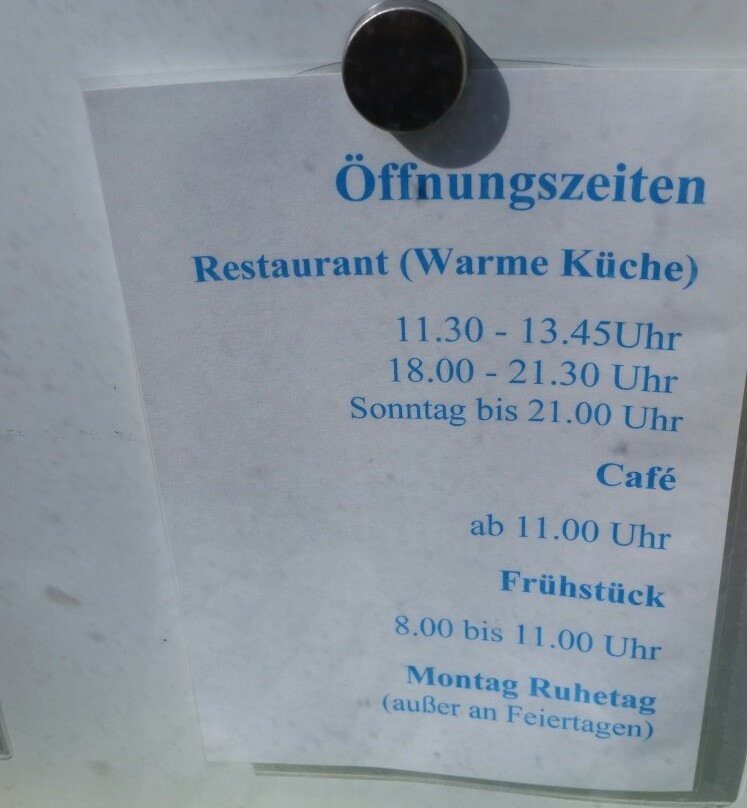 Öffnungszeiten
Restaurant (Warme Küche)
11.30 - 13.45Uhr
18.00 - 21.30 Uhr
Sonntag bis 21.00 Uhr
Café
ab 11.00 Uhr
Frühstück
8.00 bis 11.00 Uhr
Montag Ruhetag
(außer an Feiertagen)